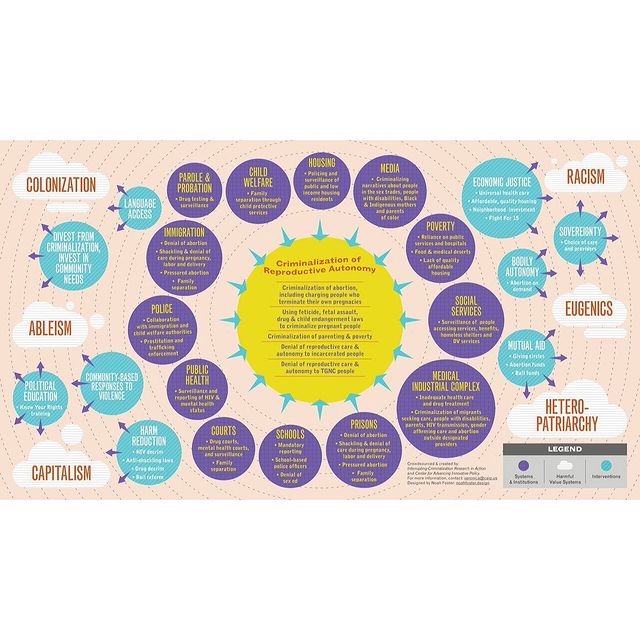 COLONIZATION
LANGUAGE
ACCESS
DIVEST FROM
CRIMINALIZATION,
INVEST IN
COMMUNITY
NEEDS
ABLEISM
POLITICAL
EDUCATION
• Know Your Rights
training
COMMUNITY-BASED
RESPONSES TO
VIOLENCE
HARM
REDUCTION
• HIV decrim
• Anti-shackling laws
• Drug decrim
• Bail reform
CAPITALISM
PAROLE &
PROBATION
• Drug testing &
surveillance
CHILD
WELFARE
• Family
separation through
child protective
services
HOUSING
• Policing and
surveillance of
public and low
income housing
residents
MEDIA
• Criminalizing
narratives about people
in the sex trades, people
with disabilities, Black
& Indigenous mothers
and parents
of color
IMMIGRATION
• Denial of abortion
• Shackling & denial of
care during pregnancy,
labor and delivery
• Pressured abortion
• Family
separation
POVERTY
• Reliance on public
services and hospitals
• Food & medical deserts
• Lack of quality
affordable
housing
POLICE
• Collaboration
with immigration and
child welfare authorities
• Prostitution and
trafficking
enforcement
SOCIAL
SERVICES
• Surveillance of people
accessing services, benefits,
homeless shelters and
DV services
PUBLIC
HEALTH
• Surveillance and
reporting of HIV &
mental health
status
MEDICAL
INDUSTRIAL COMPLEX
• Inadequate health care
and drug treatment
• Criminalization of migrants
seeking care, people with disabilities,
parents, HIV transmission, gender
affirming care and abortion
outside designated
providers
COURTS
• Drug courts,
mental health courts,
and surveillance
• Family
separation
SCHOOLS
• Mandatory
reporting
• School-based
police officers
• Denial of
sex ed
PRISONS
• Denial of abortion
• Shackling & denial of
care during pregnancy,
labor and delivery
• Pressured abortion
• Family
separation
Criminalization of
Reproductive Autonomy
Criminalization of abortion,
including charging people who
terminate their own pregnancies
Using feticide, fetal assault,
drug & child endangerment laws
to criminalize pregnant people
Criminalization of parenting & poverty
Denial of reproductive care &
autonomy to incarcerated people
Denial of reproductive care &
autonomy to TGNC people
ECONOMIC JUSTICE
• Universal health care
• Affordable, quality housing
• Neighborhood investment
• Fight For 15
RACISM
SOVEREIGNTY
• Choice of care
and providers
BODILY
AUTONOMY
• Abortion on
demand
EUGENICS
MUTUAL AID
• Giving circles
• Abortion funds
• Bail funds
HETERO-
PATRIARCHY
Crowdsourced & created by:
Interrupting Criminalization Research in Action
and Center for Advancing Innovative Policy.
For more information, contact: veronica@caip.us
Designed by Noah Foster: noahfoster.design
LEGEND
Systems
& Institutions
Harmful
Value Systems
Interventions